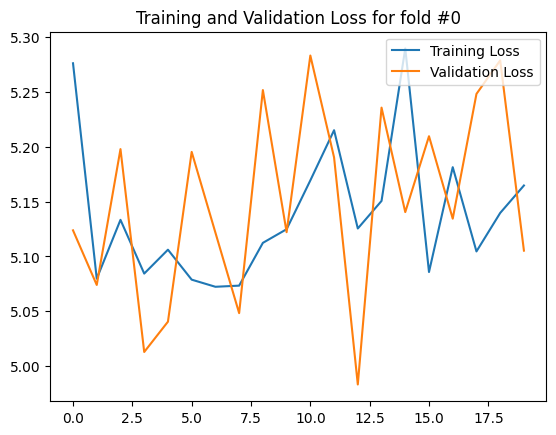 Training and Validation Loss for fold #0
Training Loss
Validation Loss
5.30
5.25
5.20
5.15
5.10
5.05
5.00
0.0 2.5 5.0 7.5 10.0 12.5 15.0 17.5